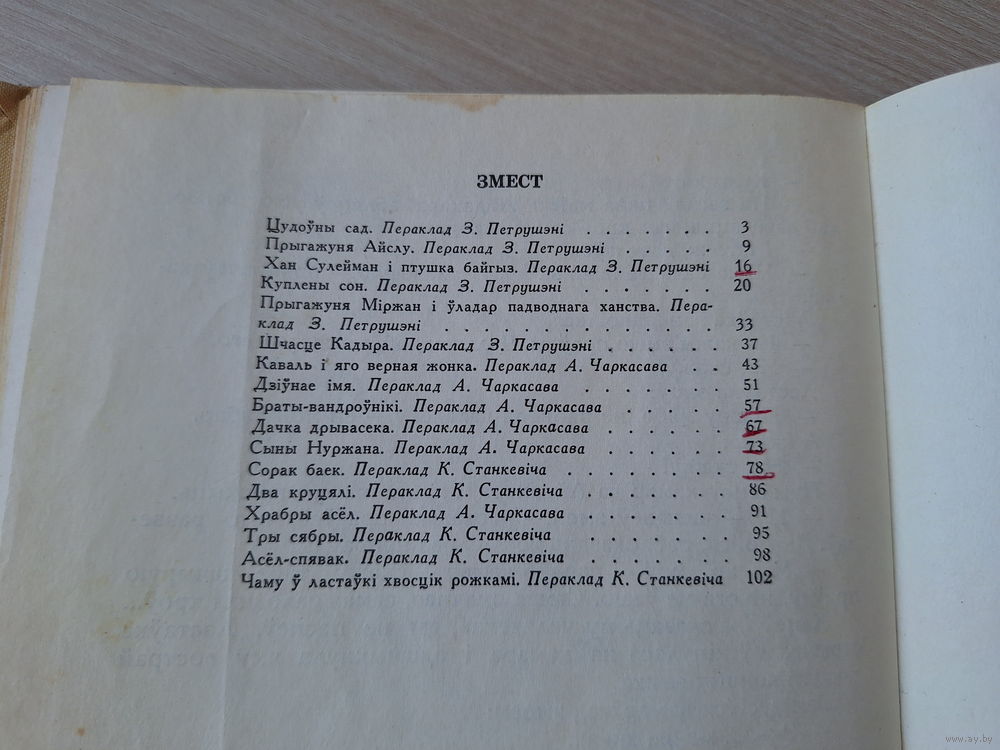 ЗМЕСТ
Цудоўны сад. Пераклад З. Петрушэні . . . . . . . 3
Прыгажуня Айслу. Пераклад З. Петрушэні . . . . . 9
Хан Сулейман і птушка байгыз. Пераклад З. Петрушэні 16
Куплены сон. Пераклад З. Петрушэні . . . . . . . 20
Прыгажуня Міржан і ўладар падводнага ханства. Пера-
клад З. Петрушэні . . . . . . . . . . . . . . 33
Шчасце Кадыра. Пераклад З. Петрушэні . . . . . . 37
Каваль і яго верная жонка. Пераклад А. Чаркасава . . 43
Дзіўнае імя. Пераклад А. Чаркасава . . . . . . . 51
Браты-вандроўнікі. Пераклад А. Чаркасава . . . . . 57
Дачка дрывасека. Пераклад А. Чаркасава . . . . . . 67
Сыны Нуржана. Пераклад А. Чаркасава . . . . . . 73
Сорак баек. Пераклад К. Станкевіча . . . . . . . 78
Два круцялі. Пераклад К. Станкевіча . . . . . . . 86
Храбры асёл. Пераклад А. Чаркасава . . . . . . . 91
Тры сябры. Пераклад К. Станкевіча . . . . . . . 95
Асёл-спявак. Пераклад К. Станкевіча . . . . . . . 98
Чаму ў ластаўкі хвосцік рожкамі. Пераклад К. Станкевіча 102
www.ay.by